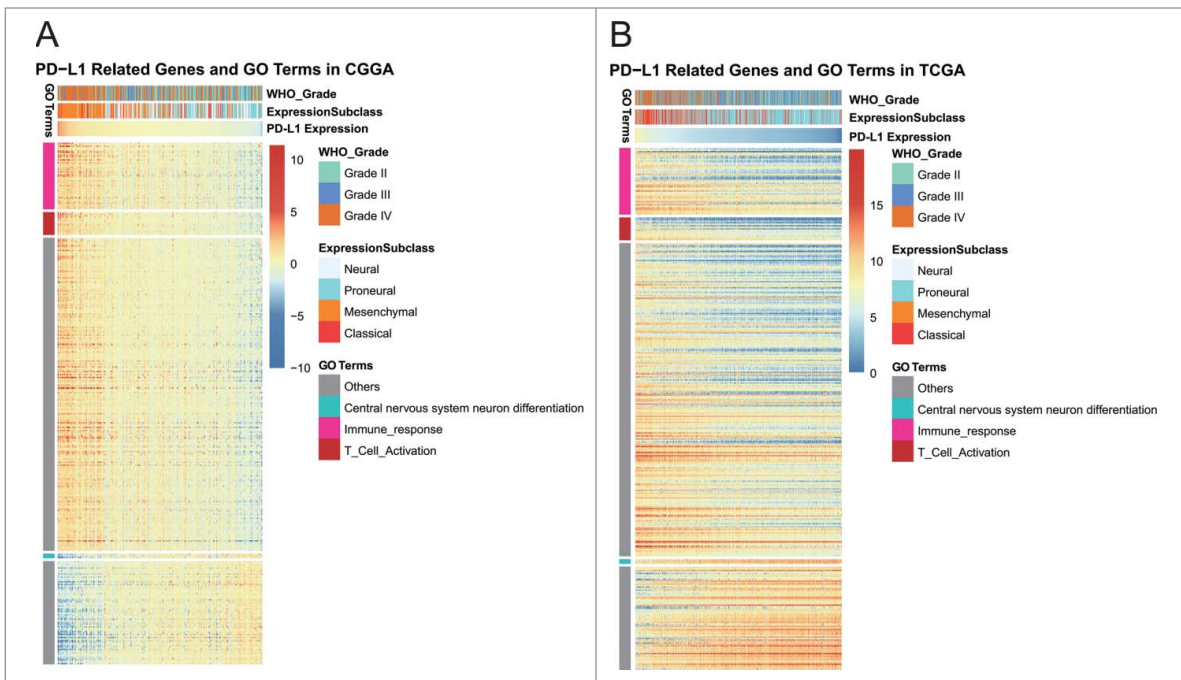 A
PD-L1 Related Genes and GO Terms in CGGA
GO Terms
WHO_Grade
ExpressionSubclass
PD-L1 Expression
10
5
0
−5
−10
WHO_Grade
Grade II
Grade III
Grade IV
ExpressionSubclass
Neural
Proneural
Mesenchymal
Classical
GO Terms
Others
Central nervous system neuron differentiation
Immune_response
T_Cell_Activation
B
PD-L1 Related Genes and GO Terms in TCGA
GO Terms
WHO_Grade
ExpressionSubclass
PD-L1 Expression
15
10
5
0
WHO_Grade
Grade II
Grade III
Grade IV
ExpressionSubclass
Neural
Proneural
Mesenchymal
Classical
GO Terms
Others
Central nervous system neuron differentiation
Immune_response
T_Cell_Activation